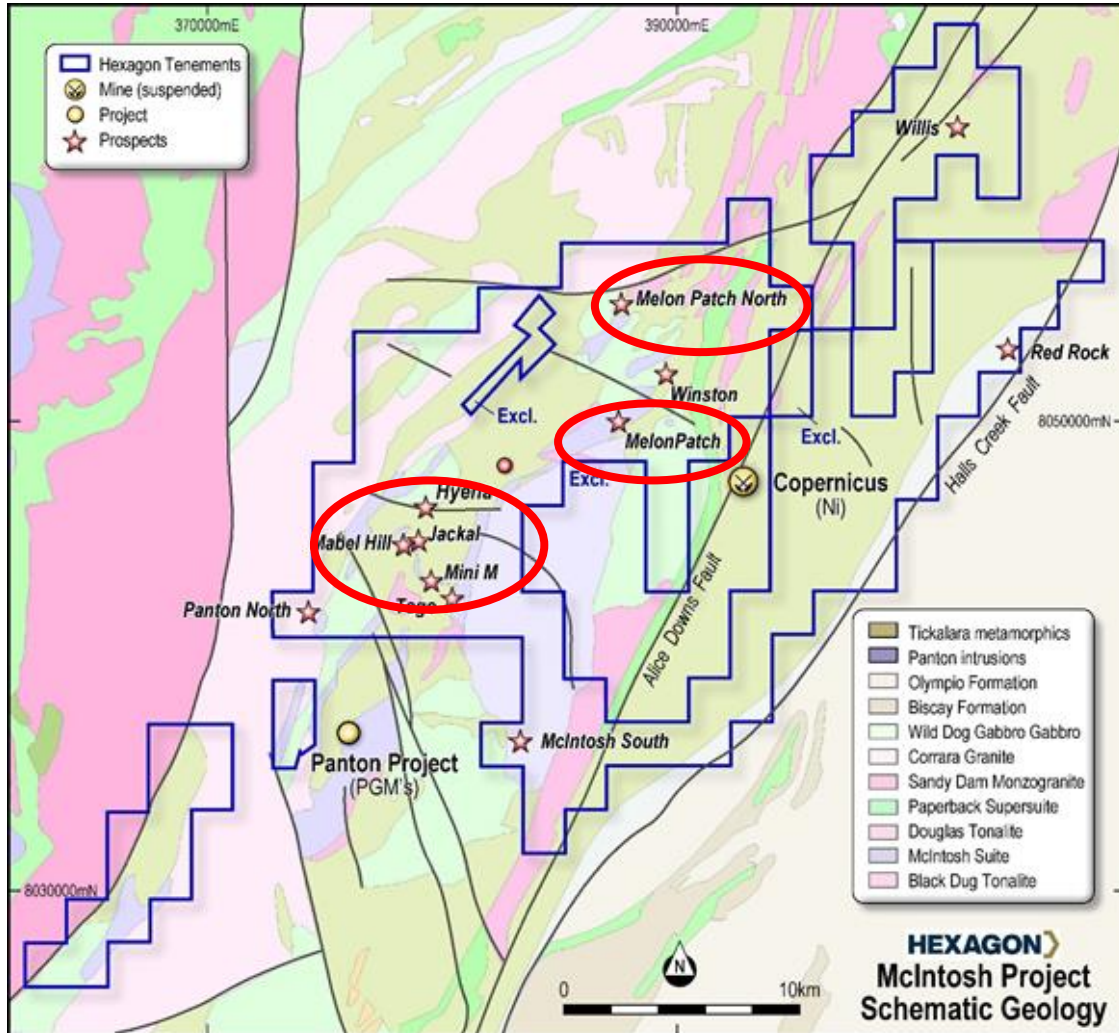 370000mE
390000mE
Hexagon Tenements
Mine (suspended)
Project
Prospects
Willis
Melon Patch North
Red Rock
Winston
Excl.
8050000mN
MelonPatch
Excl.
Excl.
Copernicus
(Ni)
Halls Creek Fault
Hyena
Jackal
Mabel Hill
Mini M
Panton North
Alice Downs Fault
McIntosh South
Panton Project
(PGM's)
Tickalara metamorphics
Panton intrusions
Olympio Formation
Biscay Formation
Wild Dog Gabbro Gabbro
Corrara Granite
Sandy Dam Monzogranite
Paperback Supersuite
Douglas Tonalite
McIntosh Suite
Black Dug Tonalite
8030000mN
HEXAGON
N
0
10km
McIntosh Project
Schematic Geology